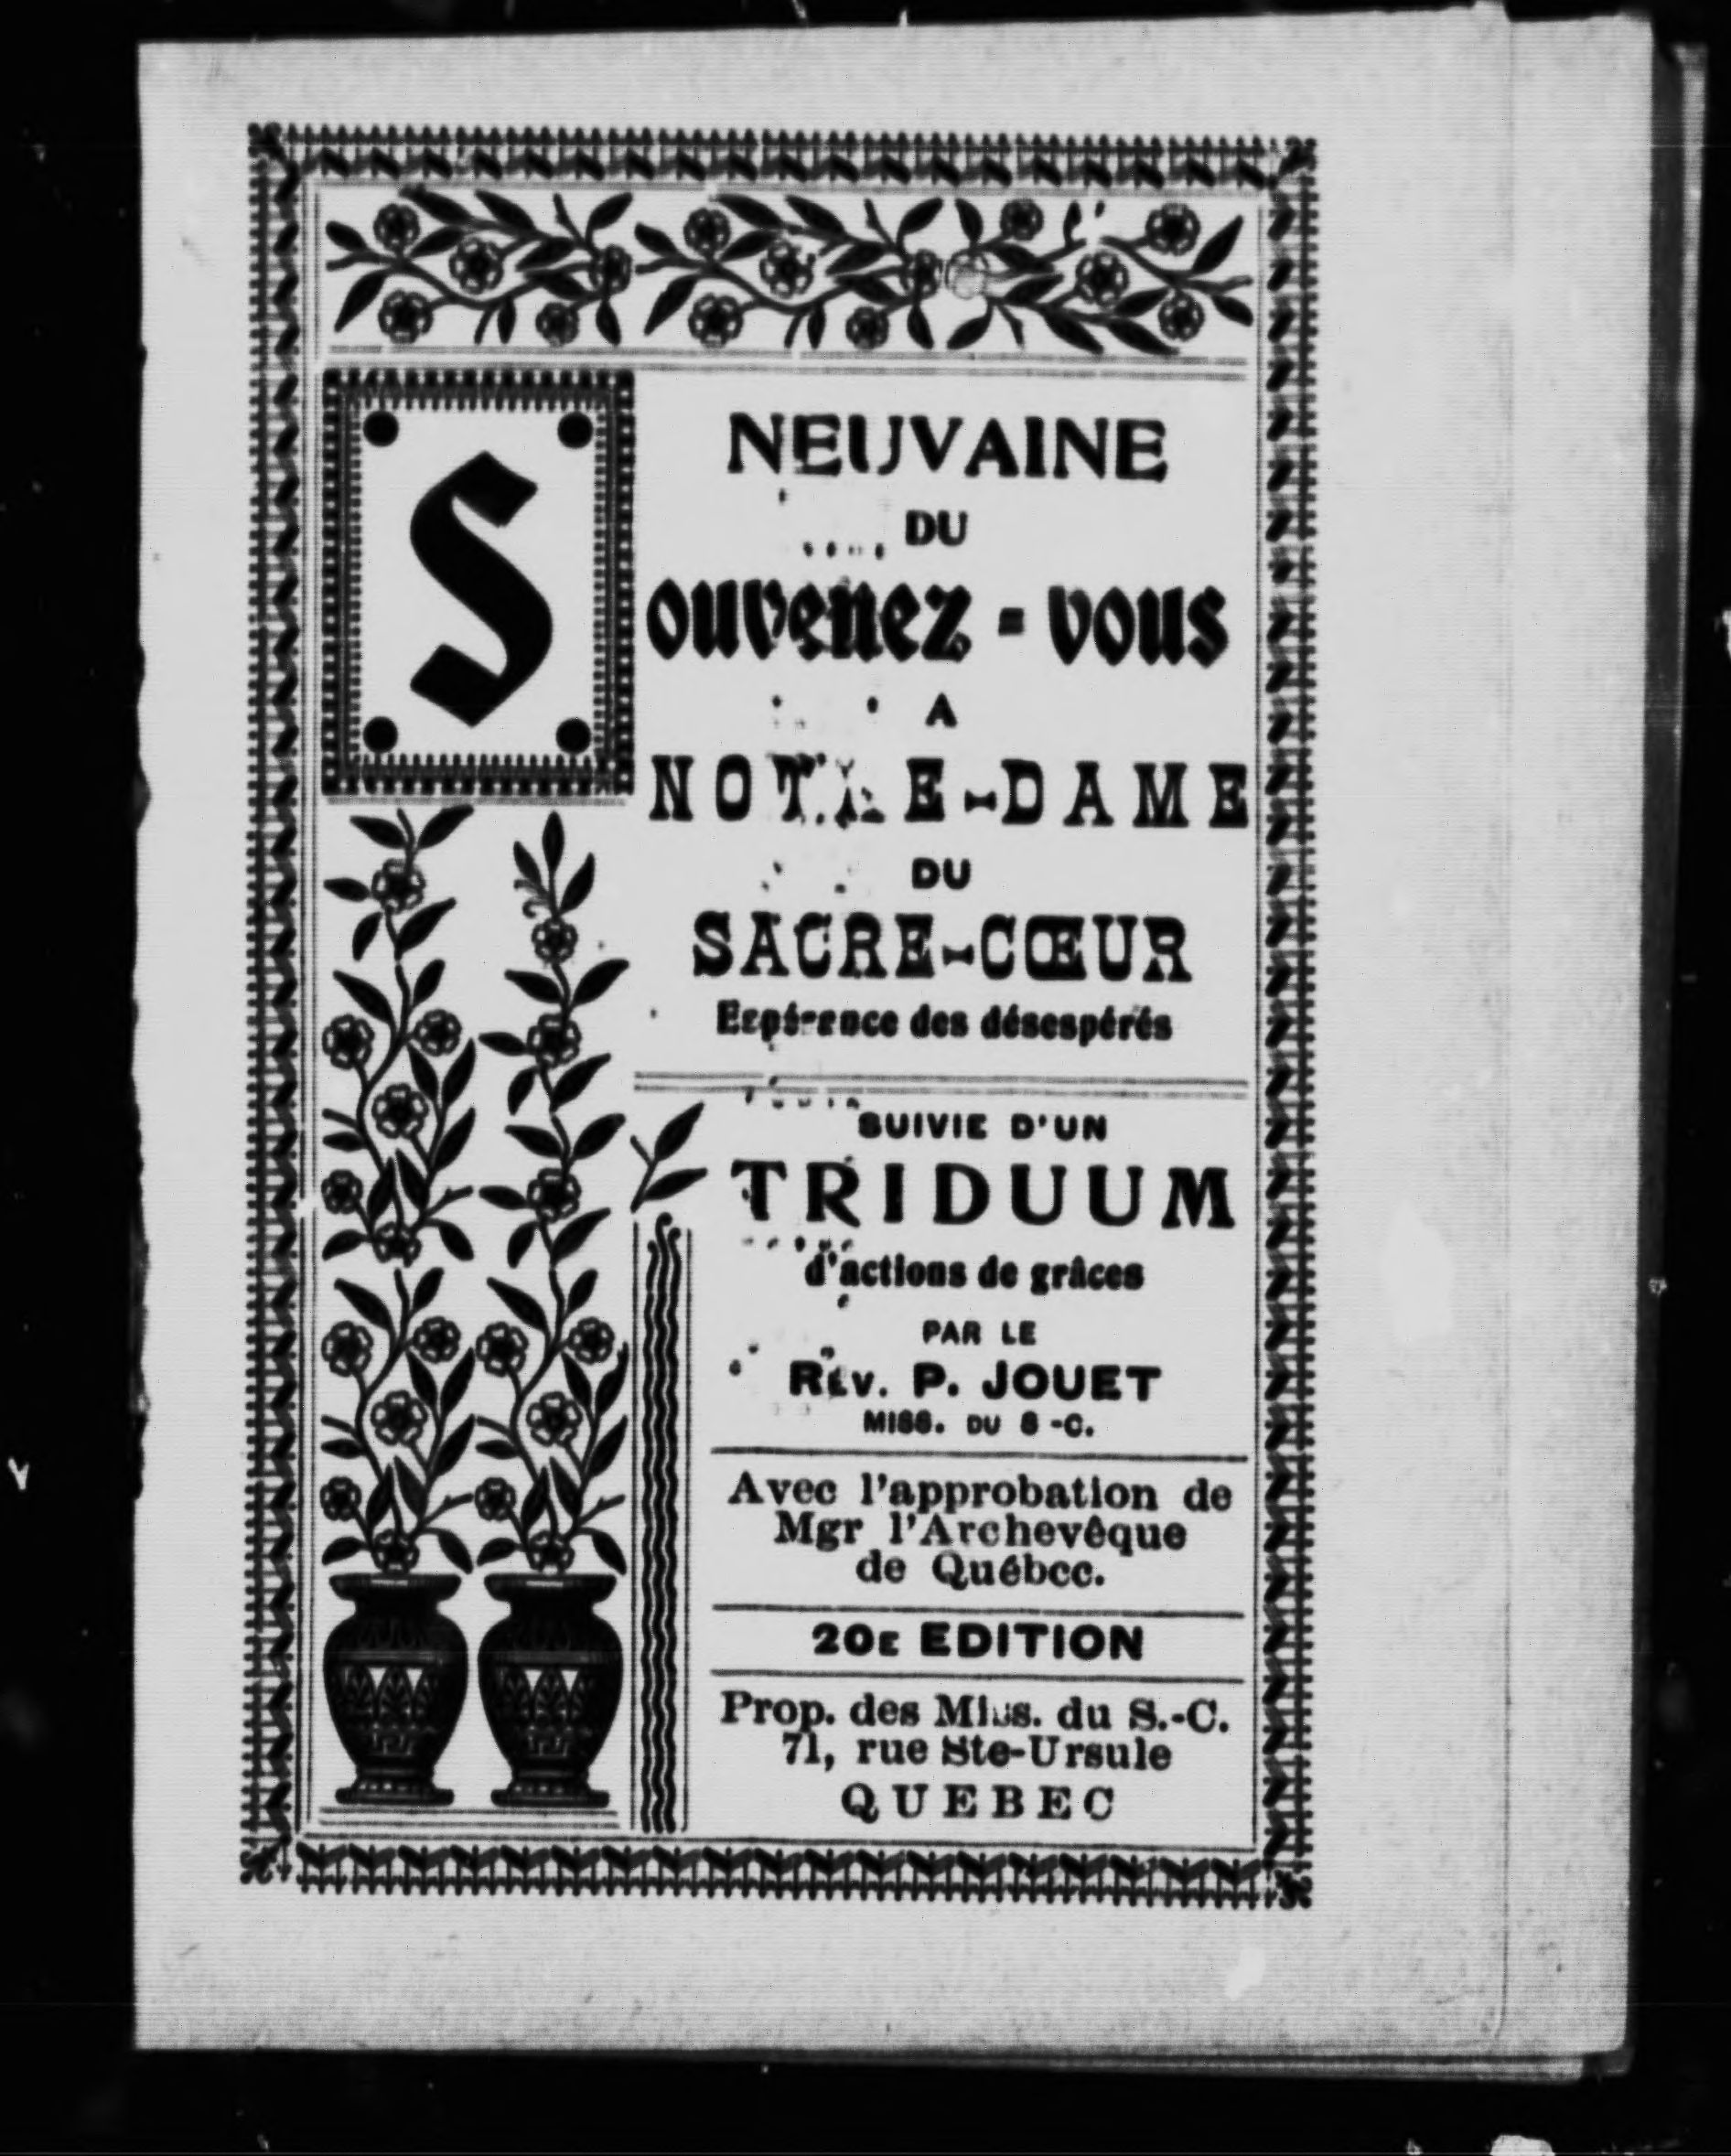 NEUVAINE
DU
Souvenez-vous
A
NOTRE-DAME
DU
SACRE-CŒUR
Espérance des désespérés
SUIVIE D'UN
TRIDUUM
d'actions de grâces
PAR LE
Rév. P. JOUET
MISS. DU S-C.
Avec l'approbation de
Mgr l'Archevêque
de Québec.
20E EDITION
Prop. des Miss. du S.-C.
71, rue Ste-Ursule
QUEBEC